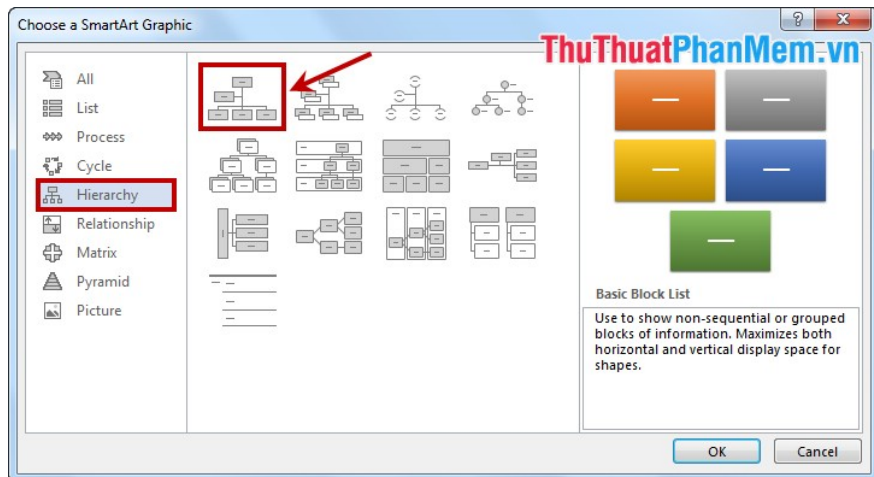 Choose a SmartArt Graphic
ThuThuatPhanMem.vn
All
List
Process
Cycle
Hierarchy
Relationship
Matrix
Pyramid
Picture
Basic Block List
Use to show non-sequential or grouped
blocks of information. Maximizes both
horizontal and vertical display space for
shapes.
OK
Cancel